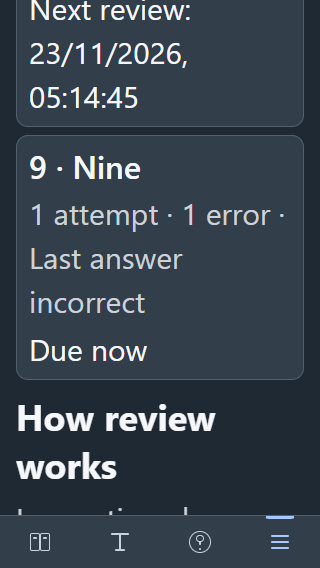 Next review:
23/11/2026,
05:14:45
9 · Nine
1 attempt · 1 error ·
Last answer
incorrect
Due now
How review
works